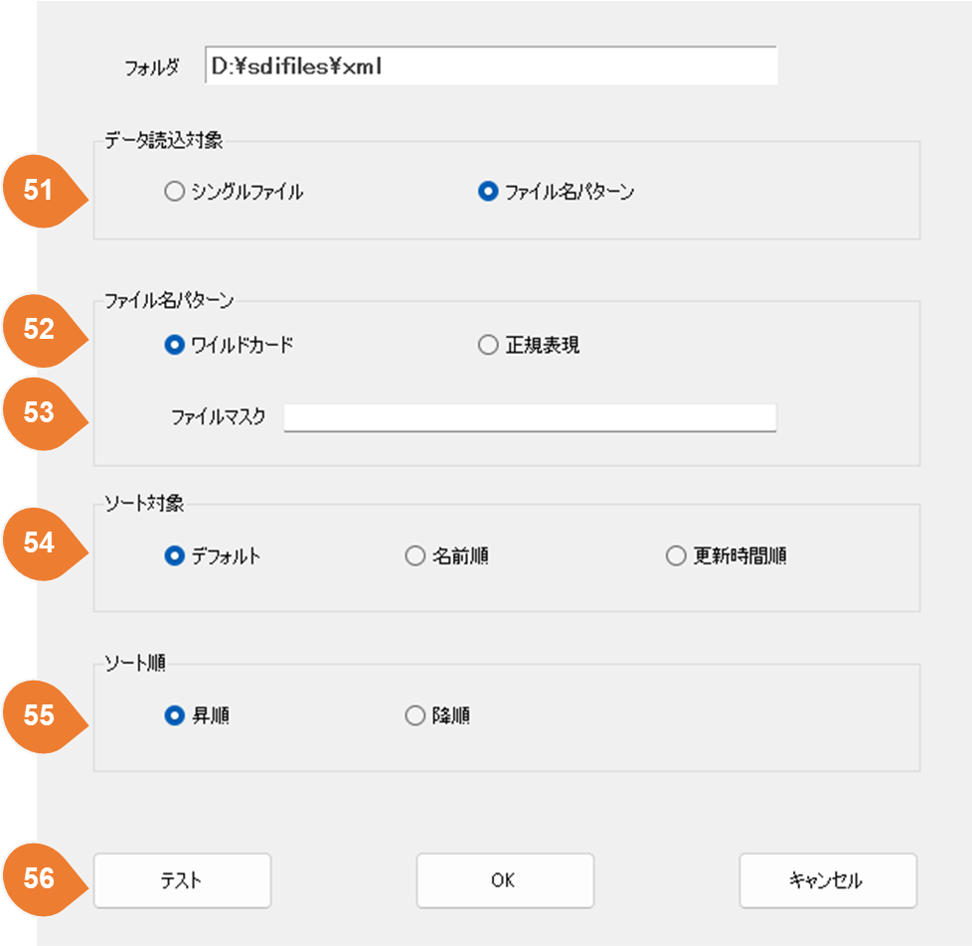 フォルダ D:¥sdifiles¥xml
データ読込対象
51
シングルファイル ファイル名パターン
ファイル名パターン
52
ワイルドカード 正規表現
53
ファイルマスク
ソート対象
54
デフォルト 名前順 更新時間順
ソート順
55
昇順 降順
56
テスト OK キャンセル